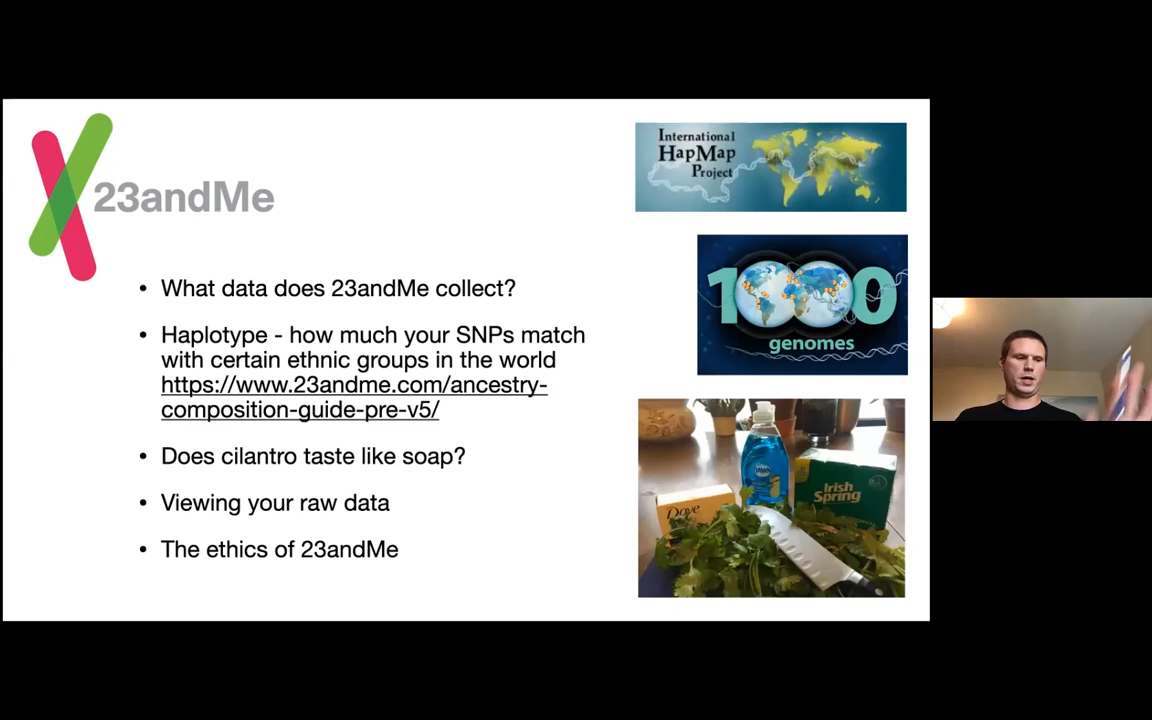 23andMe
• What data does 23andMe collect?
• Haplotype - how much your SNPs match
with certain ethnic groups in the world
https://www.23andme.com/ancestry-
composition-guide-pre-v5/
• Does cilantro taste like soap?
• Viewing your raw data
• The ethics of 23andMe
International
HapMap
Project
1000
genomes
DAWN
Dove
Irish
Spring